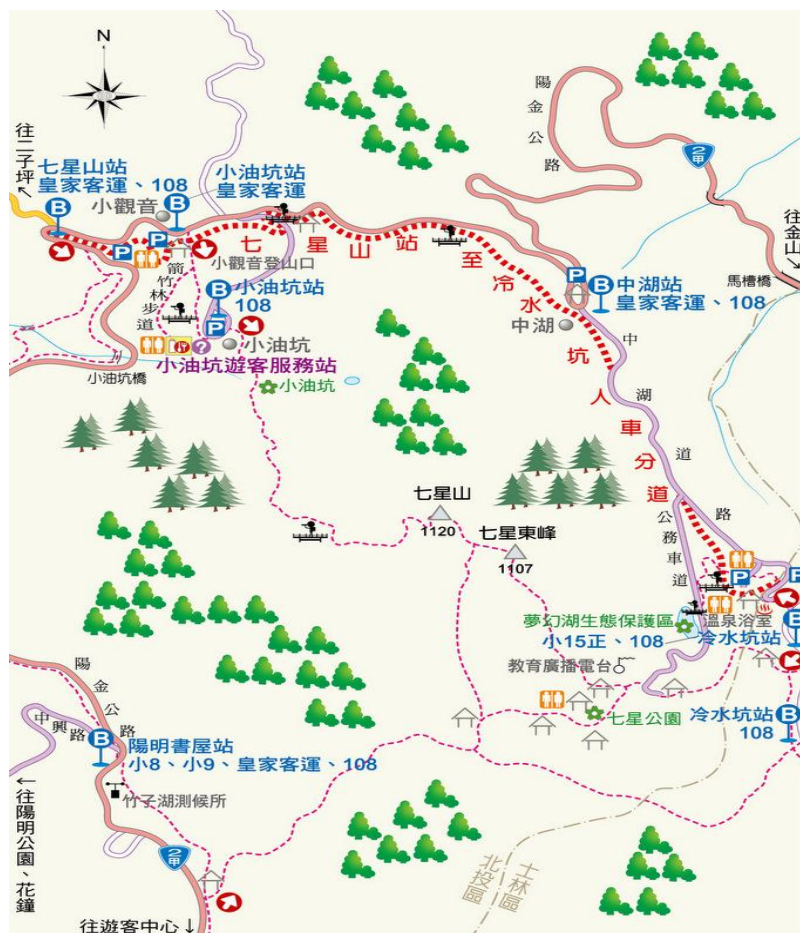 N
往二子坪
七星山站
皇家客運、108
B
小觀音
B
小油坑站
皇家客運
陽金公路
2甲
往金山
馬槽橋
P
P
七星山站至冷水坑人車分道
小觀音登山口
箭竹林步道
B
小油坑站
108
P
小油坑
?
小油坑遊客服務站
小油坑橋
小油坑
P
B
中湖站
皇家客運、108
中湖
中湖道路
七星山
1120
七星東峰
1107
公務車道
P
P
溫泉浴室
夢幻湖生態保護區
小15正、108
B
冷水坑站
教育廣播電台
七星公園
冷水坑站
108
B
陽金公路
中興路
B
陽明書屋站
小8、小9、皇家客運、108
竹子湖測候所
往陽明公園、花鐘
2甲
往遊客中心
士林區
北投區